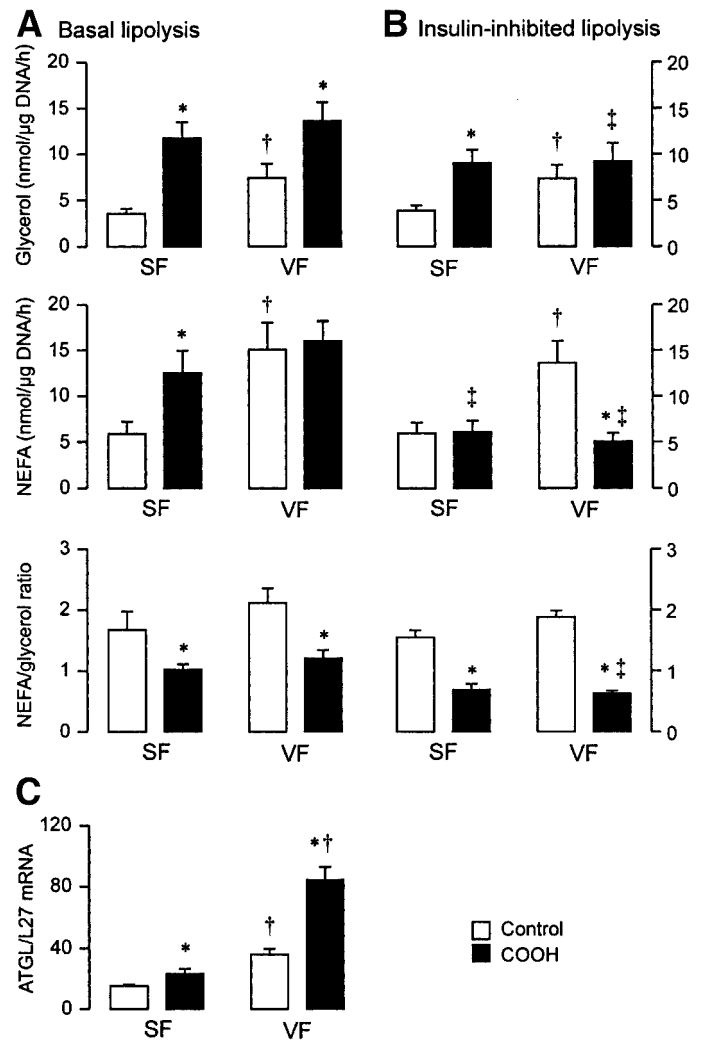 A Basal lipolysis
B Insulin-inhibited lipolysis
Glycerol (nmol/µg DNA/h)
20
15
10
5
0
*
†
*
SF
VF
*
†
‡
SF
VF
20
15
10
5
0
NEFA (nmol/µg DNA/h)
20
15
10
5
0
*
†
SF
VF
‡
†
*‡
SF
VF
20
15
10
5
0
NEFA/glycerol ratio
3
2
1
0
*
*
SF
VF
*
*‡
SF
VF
3
2
1
0
C
ATGL/L27 mRNA
120
80
40
0
*
†
*†
SF
VF
Control
COOH